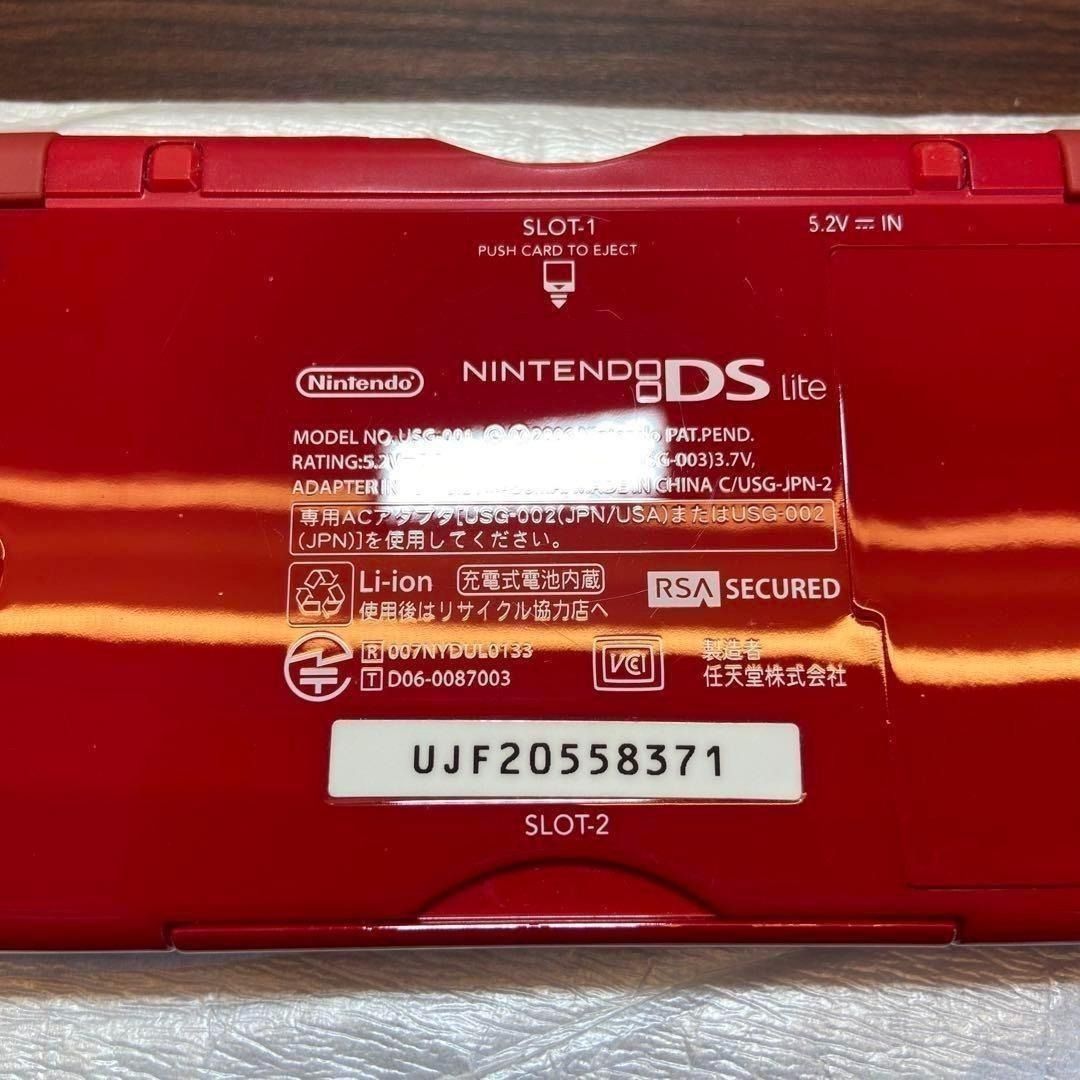 SLOT-1
5.2V ⎓ IN
PUSH CARD TO EJECT
Nintendo
NINTENDO DS Lite
MODEL NO. USG-001 2006 Nintendo PAT.PEND.
RATING:5.2V 003)3.7V,
ADAPTER MADE IN CHINA C/USG-JPN-2
専用ACアダプタ[USG-002(JPN/USA)またはUSG-002
(JPN)]を使用してください。
Li-ion 充電式電池内蔵
使用後はリサイクル協力店へ
RSA SECURED
R 007NYDUL0133
T D06-0087003
VCI
製造者
任天堂株式会社
UJF20558371
SLOT-2